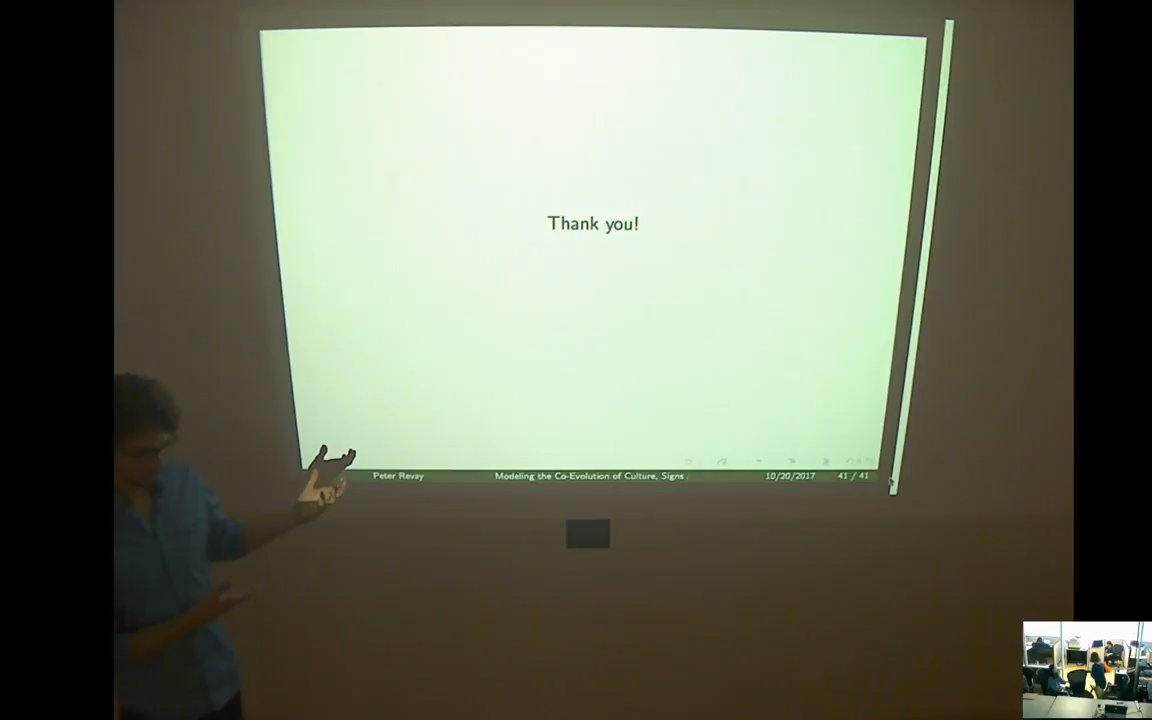 Thank you!
Peter Revay
Modeling the Co-Evolution of Culture, Signs .
10/20/2017
41 / 41